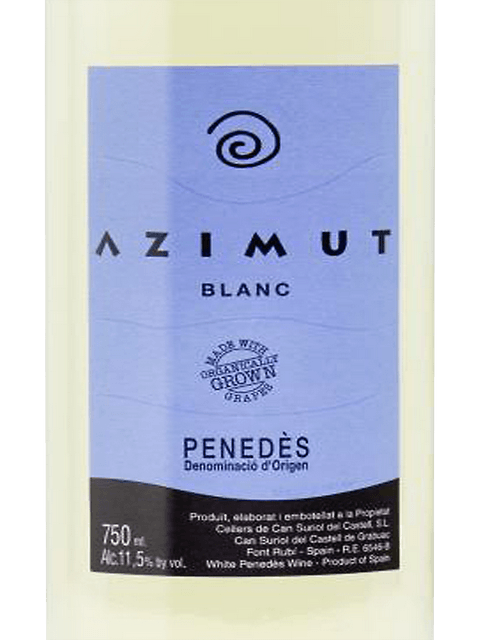 AZIMUT
BLANC
MADE WITH
ORGANICALLY
GROWN
GRAPES
PENEDÈS
Denominació d'Origen
Produït, elaborat i embotellat a la Propietat
Cellers de Can Suriol del Castell, S.L
Can Suriol del Castell de Grabuac
Font Rubí - Spain - R.E. 6546-B
White Penedès Wine - Product of Spain
750 ml.
Alc.11,5% by vol.